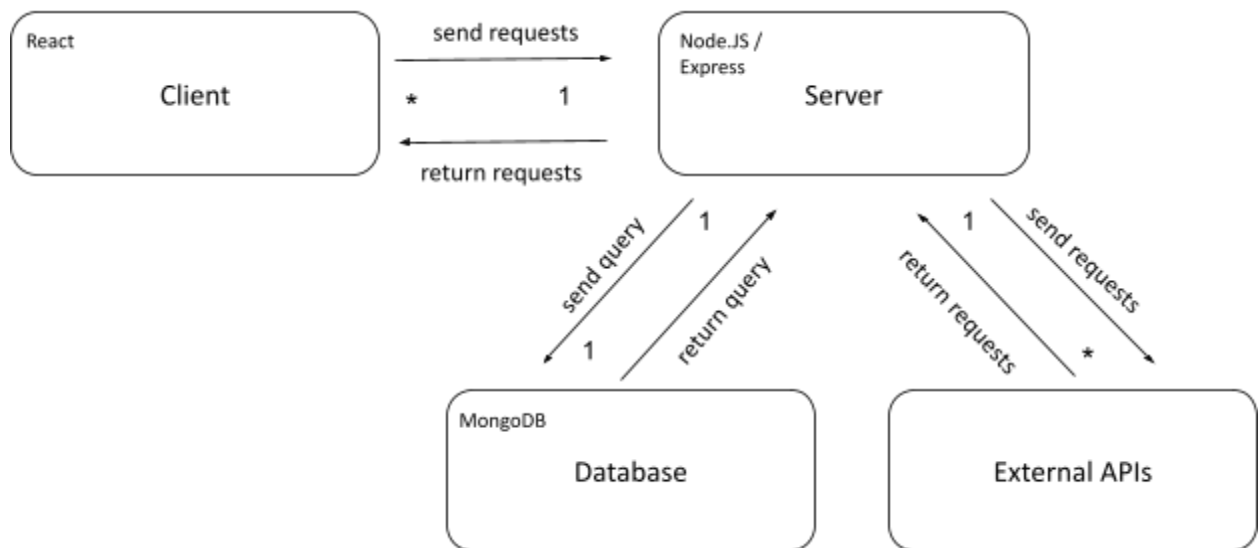 React
Client
send requests
*
1
return requests
Node.JS /
Express
Server
send query
1
1
return query
return requests
1
send requests
*
MongoDB
Database
External APIs